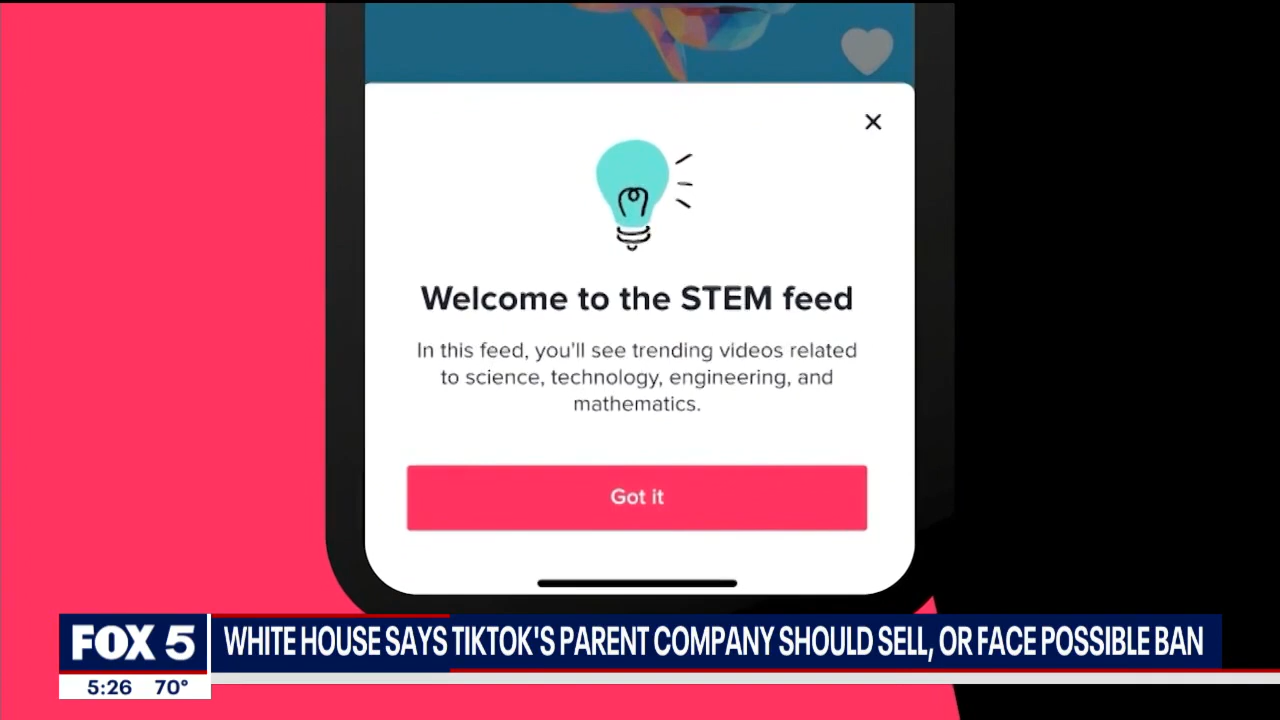 Welcome to the STEM feed
In this feed, you'll see trending videos related
to science, technology, engineering, and
mathematics.
Got it
FOX 5
WHITE HOUSE SAYS TIKTOK'S PARENT COMPANY SHOULD SELL, OR FACE POSSIBLE BAN
5:26 70°